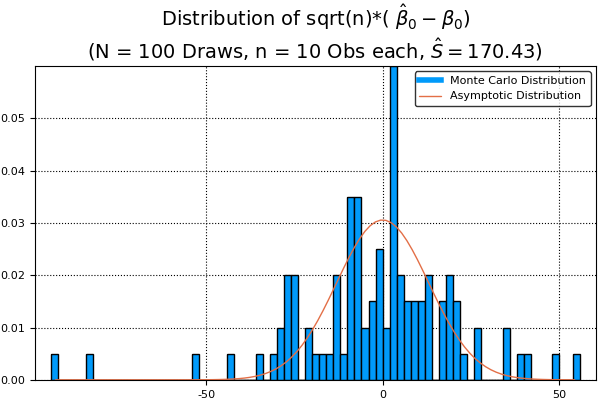 Distribution of sqrt(n)*( β̂₀ − β₀)
(N = 100 Draws, n = 10 Obs each, Ŝ = 170.43)
Monte Carlo Distribution
Asymptotic Distribution
0.05
0.04
0.03
0.02
0.01
0.00
-50
0
50